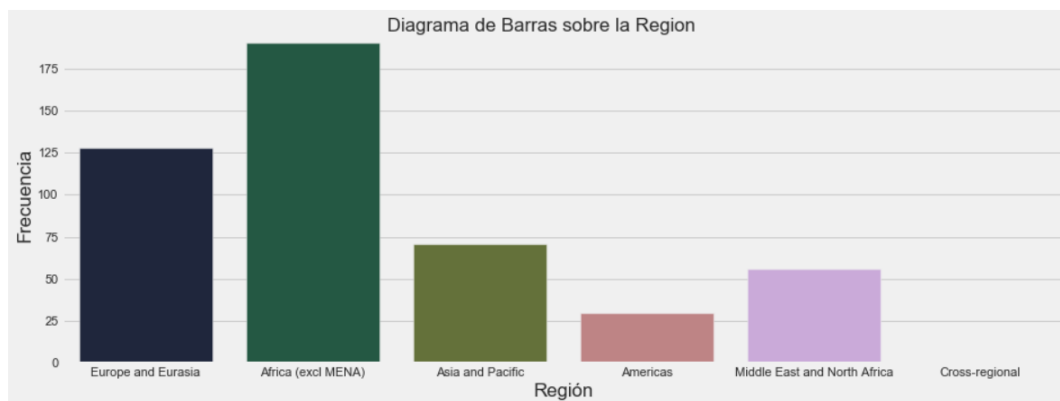 Diagrama de Barras sobre la Region
Frecuencia
175
150
125
100
75
50
25
0
Europe and Eurasia
Africa (excl MENA)
Asia and Pacific
Americas
Middle East and North Africa
Cross-regional
Región